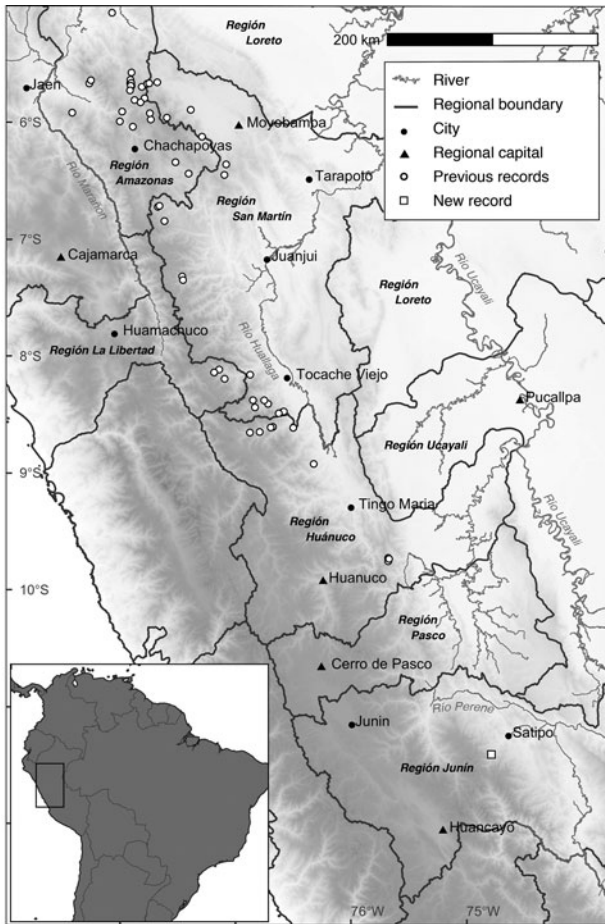 Región
Loreto
200 km
River
Regional boundary
City
Regional capital
Previous records
New record
Jaen
6°S
Moyobamba
Chachapoyas
Región
Amazonas
Tarapoto
Río Marañón
Región
San Martín
7°S
Cajamarca
Juanjui
Región
Loreto
Río Ucayali
Huamachuco
Región La Libertad
8°S
Río Huallaga
Tocache Viejo
Pucallpa
Región Ucayali
9°S
Tingo Maria
Río Ucayali
Región
Huánuco
Huanuco
10°S
Región
Pasco
Cerro de Pasco
Río Perene
Junin
Satipo
Región Junín
Huancayo
76°W
75°W